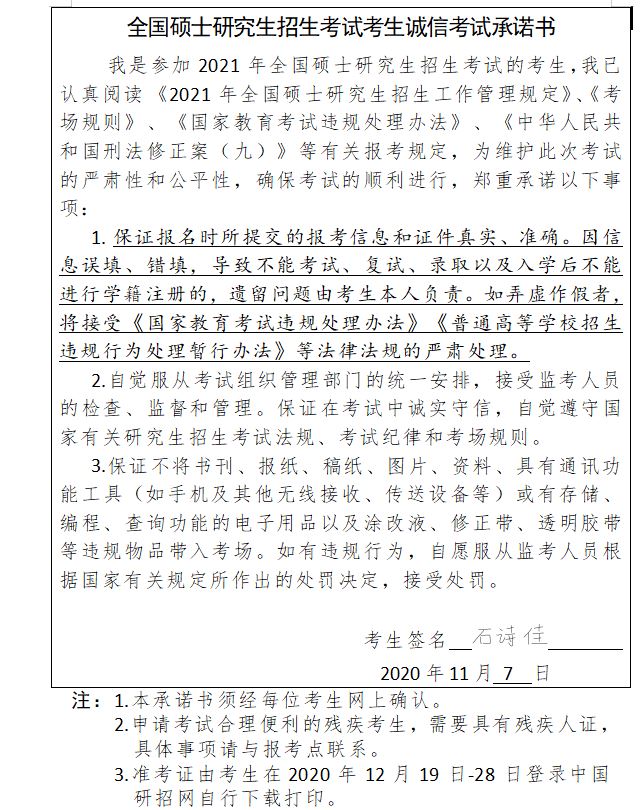 全国硕士研究生招生考试考生诚信考试承诺书
我是参加 2021 年全国硕士研究生招生考试的考生，我已
认真阅读《2021 年全国硕士研究生招生工作管理规定》、《考
场规则》、《国家教育考试违规处理办法》、《中华人民共
和国刑法修正案（九）》等有关报考规定，为维护此次考试
的严肃性和公平性，确保考试的顺利进行，郑重承诺以下事
项：
1. 保证报名时所提交的报考信息和证件真实、准确。因信
息误填、错填，导致不能考试、复试、录取以及入学后不能
进行学籍注册的，遗留问题由考生本人负责。如弄虚作假者，
将接受《国家教育考试违规处理办法》《普通高等学校招生
违规行为处理暂行办法》等法律法规的严肃处理。
2.自觉服从考试组织管理部门的统一安排，接受监考人员
的检查、监督和管理。保证在考试中诚实守信，自觉遵守国
家有关研究生招生考试法规、考试纪律和考场规则。
3.保证不将书刊、报纸、稿纸、图片、资料、具有通讯功
能工具（如手机及其他无线接收、传送设备等）或有存储、
编程、查询功能的电子用品以及涂改液、修正带、透明胶带
等违规物品带入考场。如有违规行为，自愿服从监考人员根
据国家有关规定所作出的处罚决定，接受处罚。
考生签名 石诗佳
2020 年 11 月 7 日
注：1.本承诺书须经每位考生网上确认。
2.申请考试合理便利的残疾考生，需要具有残疾人证，
具体事项请与报考点联系。
3.准考证由考生在 2020 年 12 月 19 日-28 日登录中国
研招网自行下载打印。